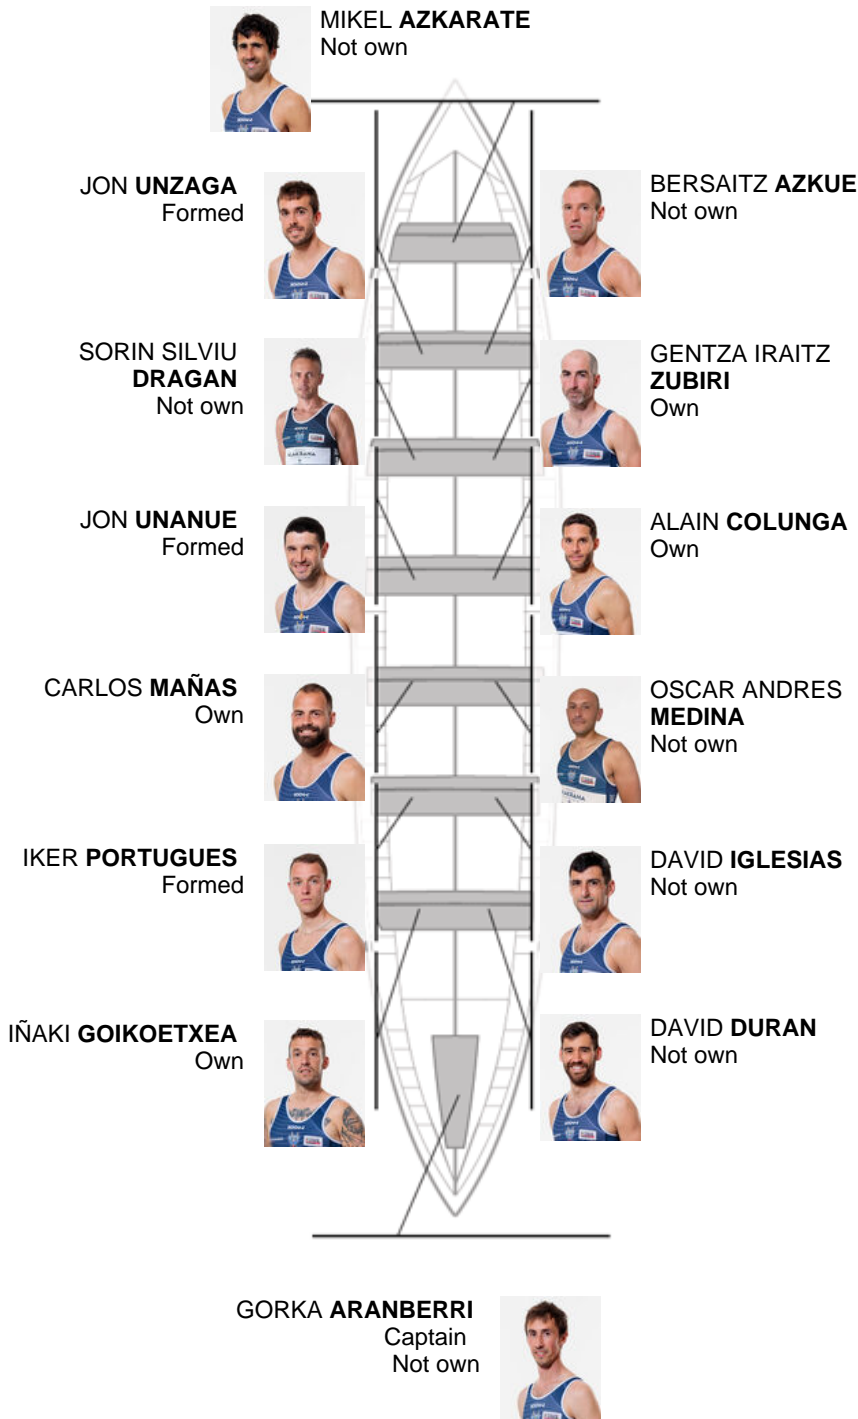 MIKEL AZKARATE
Not own
JON UNZAGA
Formed
BERSAITZ AZKUE
Not own
SORIN SILVIU
DRAGAN
Not own
GENTZA IRAITZ
ZUBIRI
Own
JON UNANUE
Formed
ALAIN COLUNGA
Own
CARLOS MAÑAS
Own
OSCAR ANDRES
MEDINA
Not own
IKER PORTUGUES
Formed
DAVID IGLESIAS
Not own
IÑAKI GOIKOETXEA
Own
DAVID DURAN
Not own
GORKA ARANBERRI
Captain
Not own